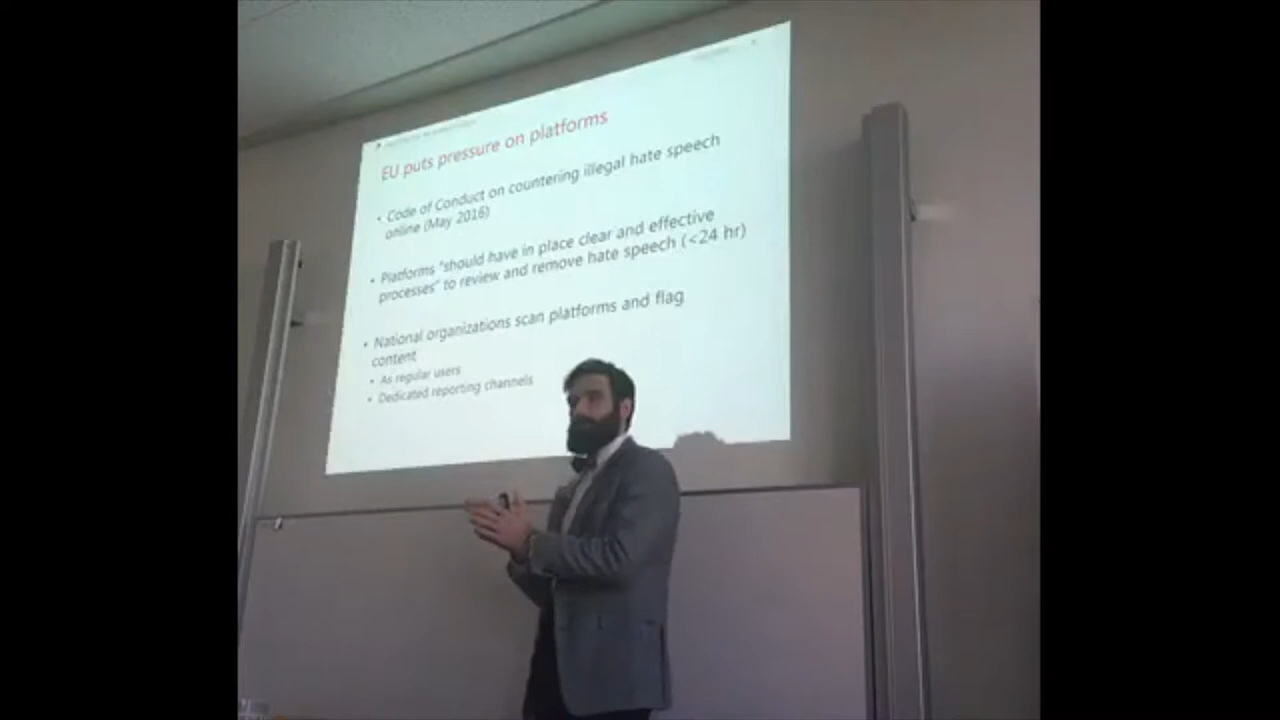 EU puts pressure on platforms
• Code of Conduct on countering illegal hate speech
online (May 2016)
• Platforms "should have in place clear and effective
processes" to review and remove hate speech (<24 hr)
• National organizations scan platforms and flag
content
• As regular users
• Dedicated reporting channels